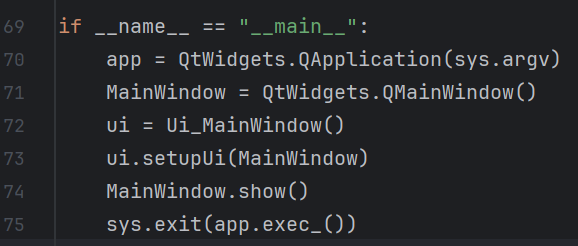 69 if __name__ == "__main__":
70     app = QtWidgets.QApplication(sys.argv)
71     MainWindow = QtWidgets.QMainWindow()
72     ui = Ui_MainWindow()
73     ui.setupUi(MainWindow)
74     MainWindow.show()
75     sys.exit(app.exec_())